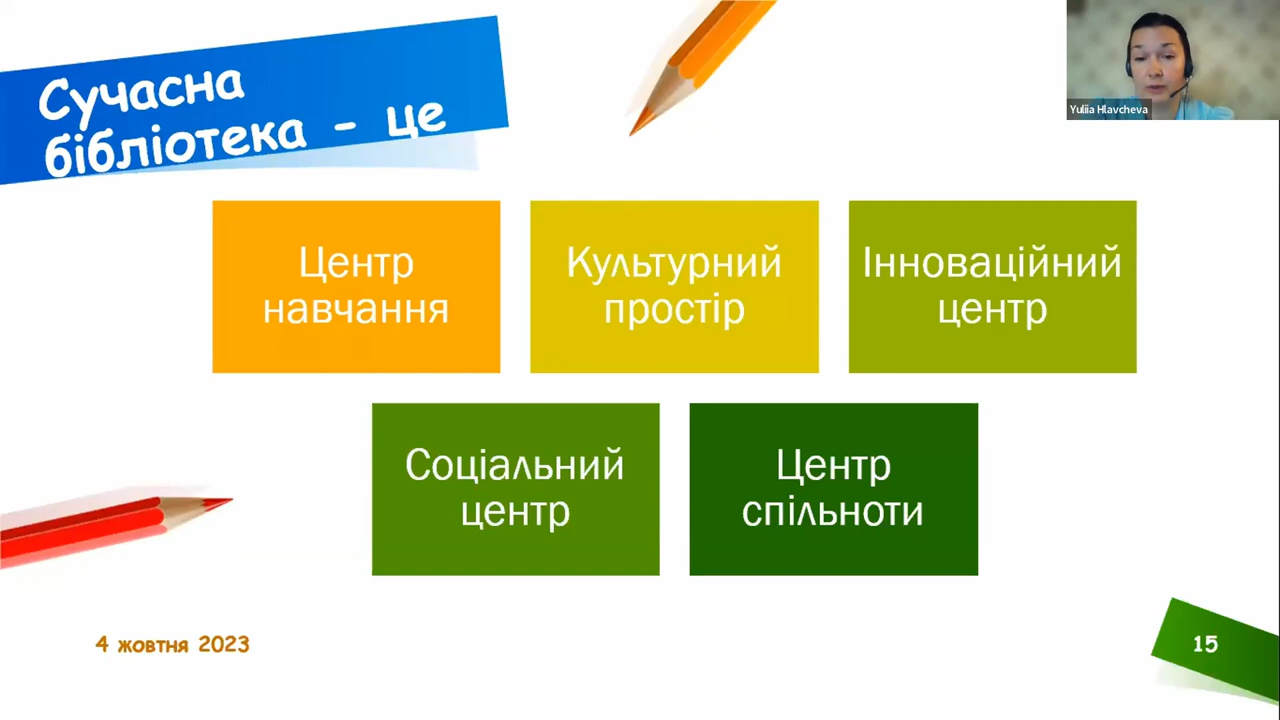 Сучасна
бібліотека - це
Yuliia Hlavcheva
Центр
навчання
Культурний
простір
Інноваційний
центр
Соціальний
центр
Центр
спільноти
4 жовтня 2023
15